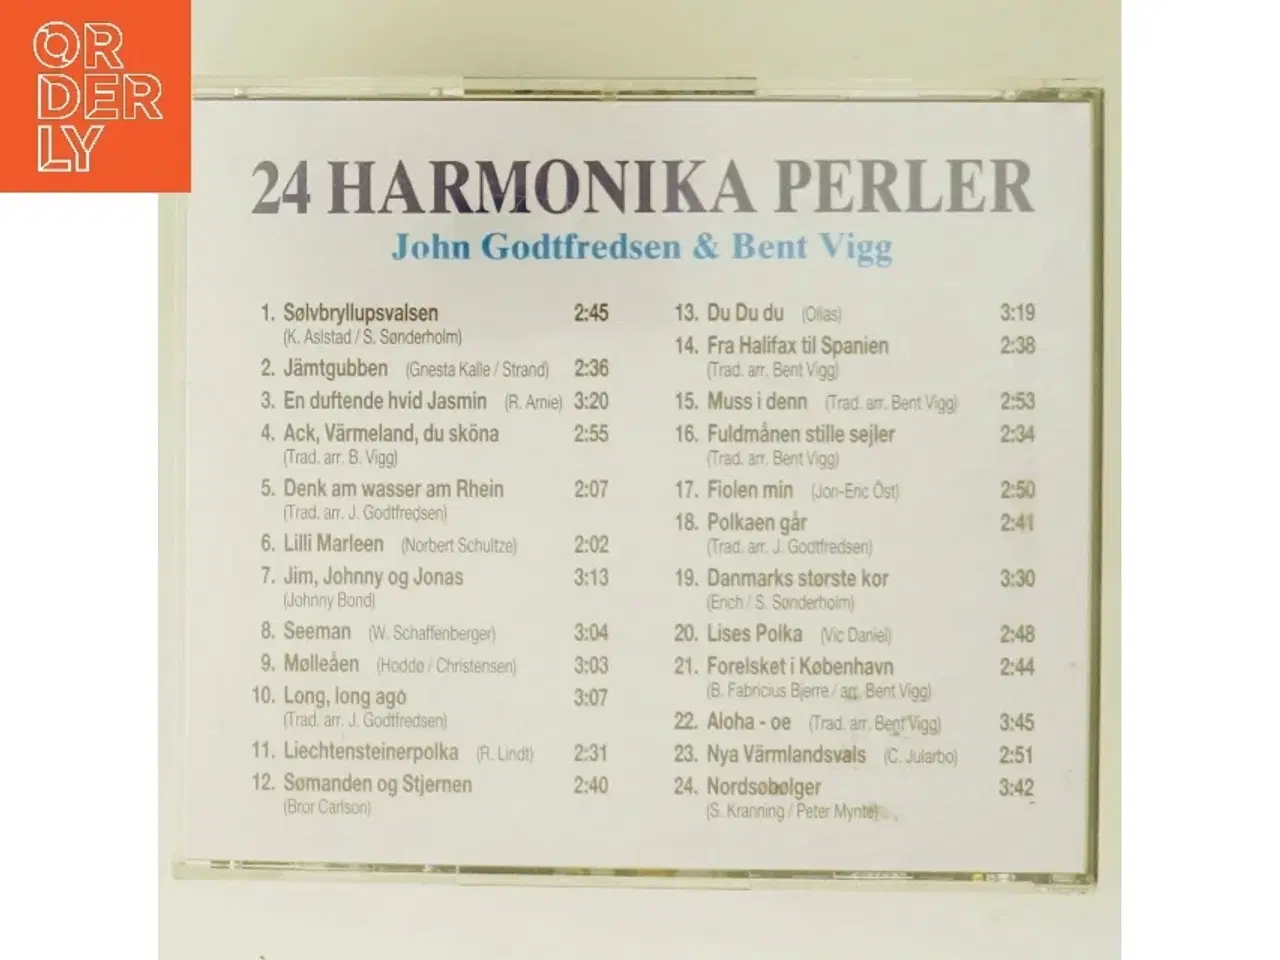 OR
DER
LY
24 HARMONIKA PERLER
John Godtfredsen & Bent Vigg
1. Sølvbryllupsvalsen 2:45
(K. Aslstad / S. Sønderholm)
2. Jämtgubben (Gnesta Kalle / Strand) 2:36
3. En duftende hvid Jasmin (R. Arnie) 3:20
4. Ack, Värmeland, du sköna 2:55
(Trad. arr. B. Vigg)
5. Denk am wasser am Rhein 2:07
(Trad. arr. J. Godtfredsen)
6. Lilli Marleen (Norbert Schultze) 2:02
7. Jim, Johnny og Jonas 3:13
(Johnny Bond)
8. Seeman (W. Schaffenberger) 3:04
9. Mølleåen (Hoddø / Christensen) 3:03
10. Long, long ago 3:07
(Trad. arr. J. Godtfredsen)
11. Liechtensteinerpolka (R. Lindt) 2:31
12. Sømanden og Stjernen 2:40
(Bror Carlson)
13. Du Du du (Ollas) 3:19
14. Fra Halifax til Spanien 2:38
(Trad. arr. Bent Vigg)
15. Muss i denn (Trad. arr. Bent Vigg) 2:53
16. Fuldmånen stille sejler 2:34
(Trad. arr. Bent Vigg)
17. Fiolen min (Jon-Eric Öst) 2:50
18. Polkaen går 2:41
(Trad. arr. J. Godtfredsen)
19. Danmarks største kor 3:30
(Erich / S. Sønderholm)
20. Lises Polka (Vic Daniel) 2:48
21. Forelsket i København 2:44
(B. Fabricius Bjerre / arr. Bent Vigg)
22. Aloha - oe (Trad. arr. Bent Vigg) 3:45
23. Nya Värmlandsvals (C. Jularbo) 2:51
24. Nordsøbølger 3:42
(S. Kranning / Peter Mynte)